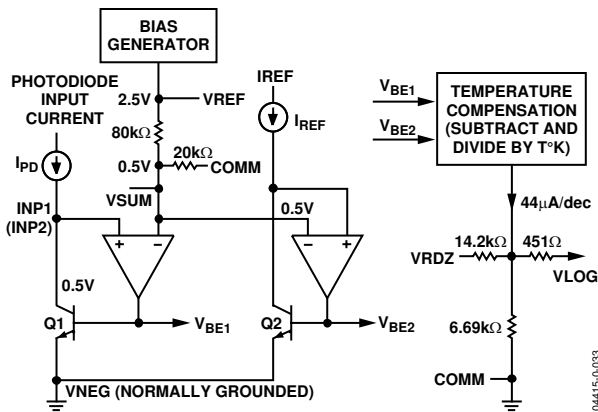 BIAS
GENERATOR
PHOTODIODE
INPUT
CURRENT
2.5V
VREF
IREF
IREF
80kΩ
20kΩ
0.5V
COMM
IPD
VSUM
INP1
(INP2)
0.5V
+
−
−
+
0.5V
Q1
VBE1
Q2
VBE2
VNEG (NORMALLY GROUNDED)
VBE1
VBE2
TEMPERATURE
COMPENSATION
(SUBTRACT AND
DIVIDE BY T°K)
44µA/dec
14.2kΩ
451Ω
VRDZ
VLOG
6.69kΩ
COMM
04415-0-033